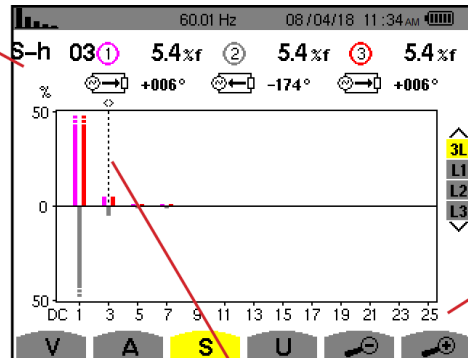 60.01 Hz 08/04/18 11:34 AM
S-h 03 1 5.4 %f 2 5.4 %f 3 5.4 %f
+006° -174° +006°
%
50
3L
L1
L2
L3
0
50
DC 1 3 5 7 9 11 13 15 17 19 21 23 25
V A S U